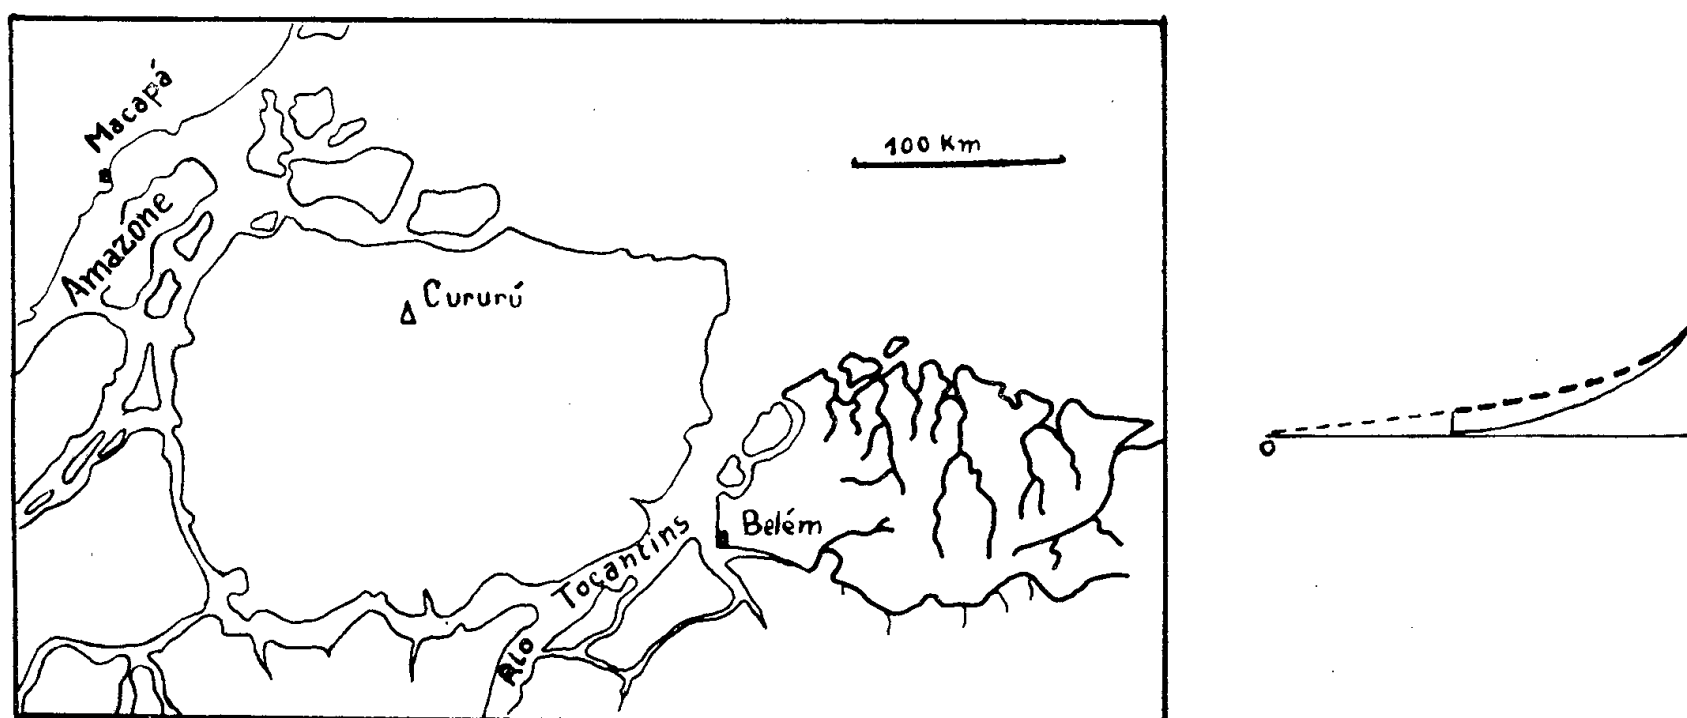 Macapá
100 Km
Amazone
Cururú
Belém
Rio Tocantins
O